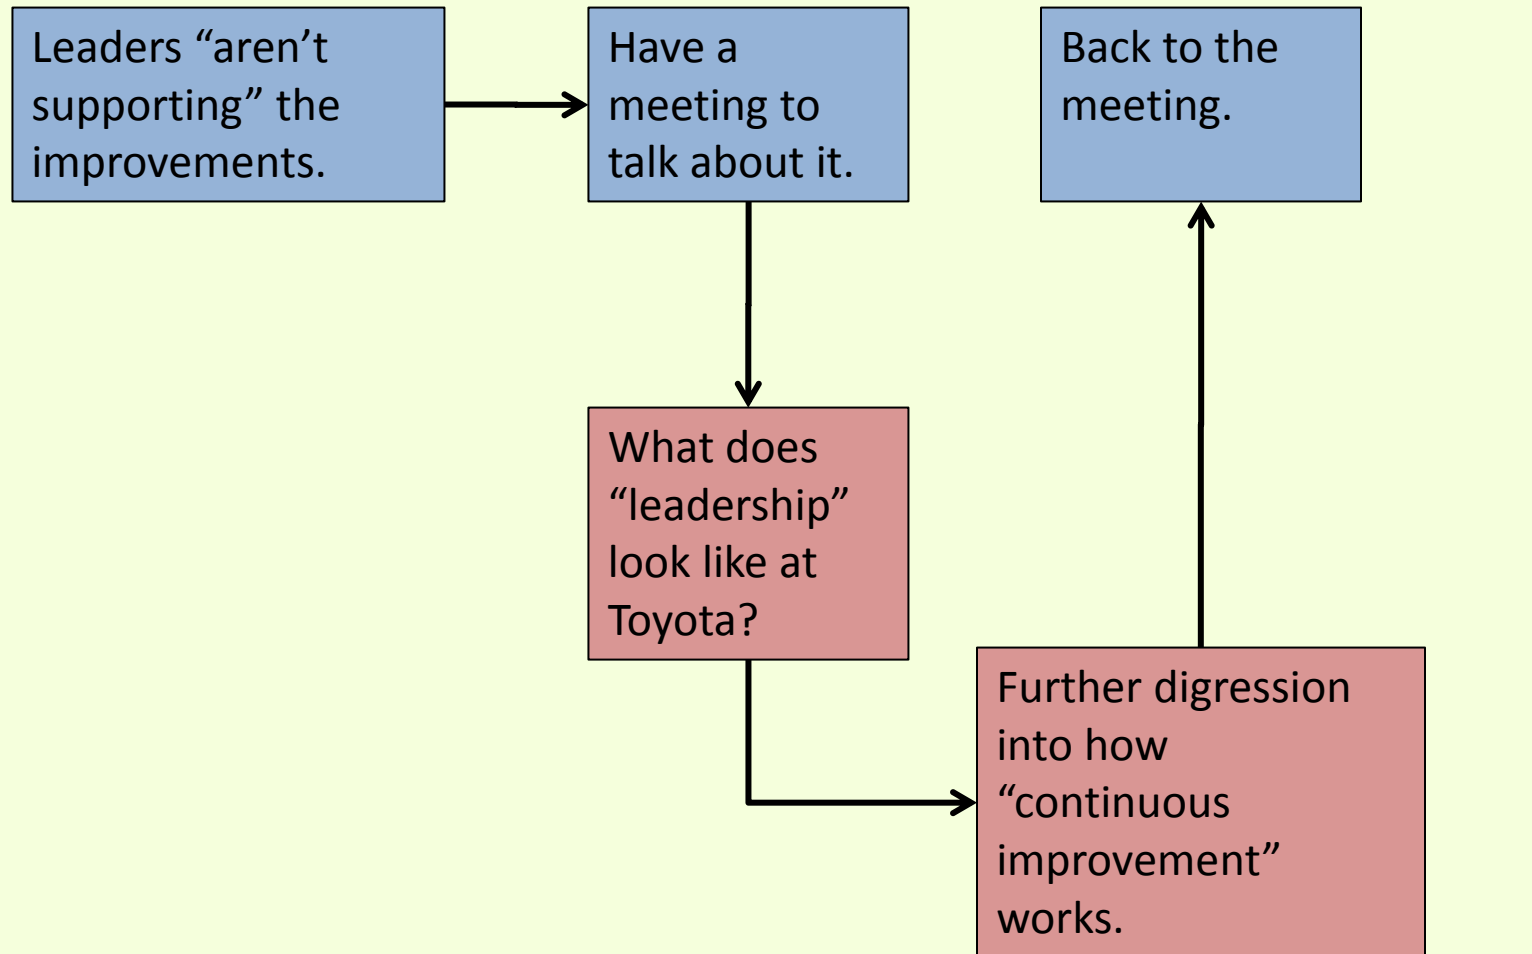 Leaders “aren’t
supporting” the
improvements.
Have a
meeting to
talk about it.
What does
“leadership”
look like at
Toyota?
Further digression
into how
“continuous
improvement”
works.
Back to the
meeting.